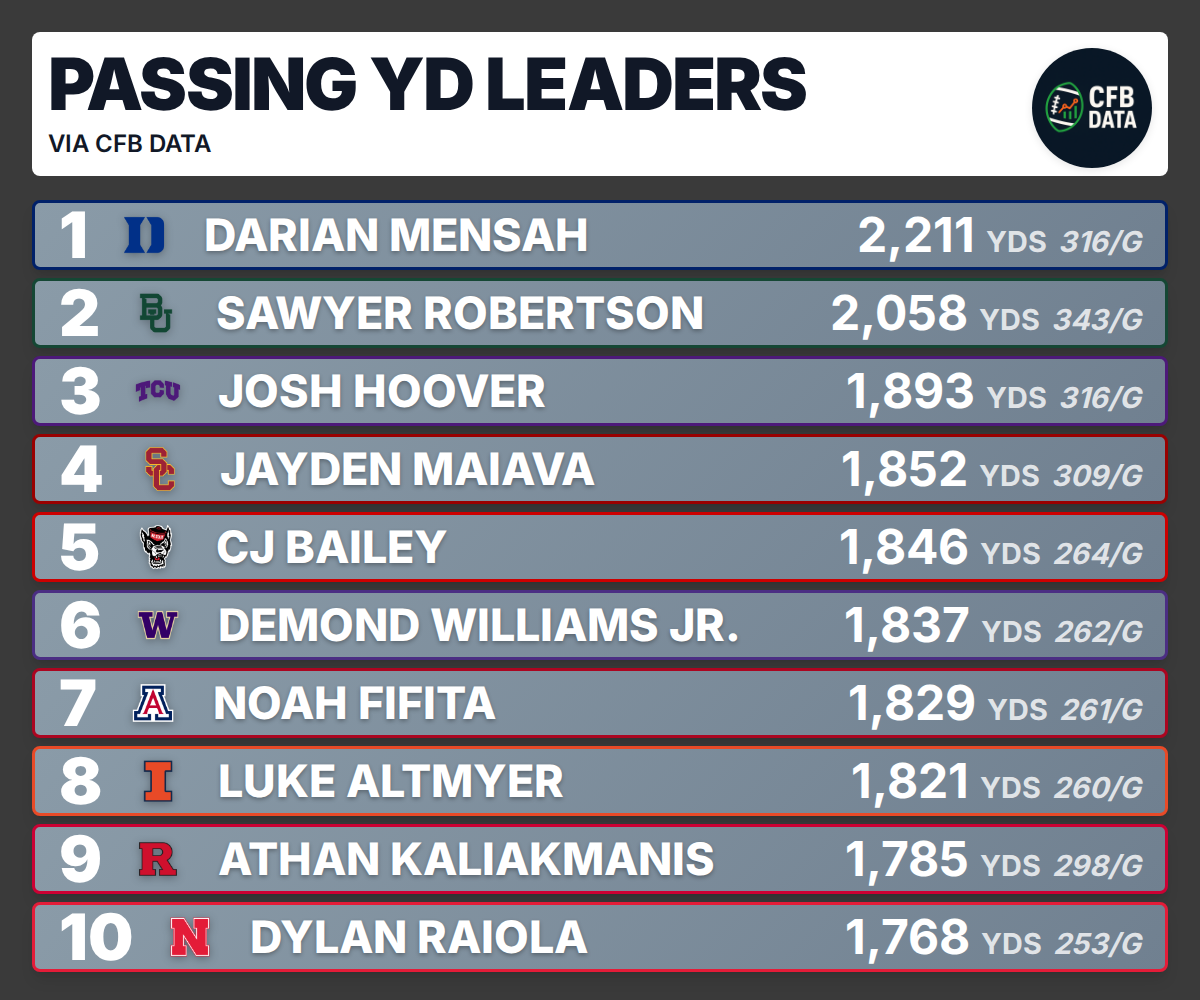 PASSING YD LEADERS
VIA CFB DATA
CFB
DATA
1 D DARIAN MENSAH 2,211 YDS 316/G
2 BU SAWYER ROBERTSON 2,058 YDS 343/G
3 TCU JOSH HOOVER 1,893 YDS 316/G
4 SC JAYDEN MAIAVA 1,852 YDS 309/G
5 CJ BAILEY 1,846 YDS 264/G
6 W DEMOND WILLIAMS JR. 1,837 YDS 262/G
7 A NOAH FIFITA 1,829 YDS 261/G
8 I LUKE ALTMYER 1,821 YDS 260/G
9 R ATHAN KALIAKMANIS 1,785 YDS 298/G
10 N DYLAN RAIOLA 1,768 YDS 253/G